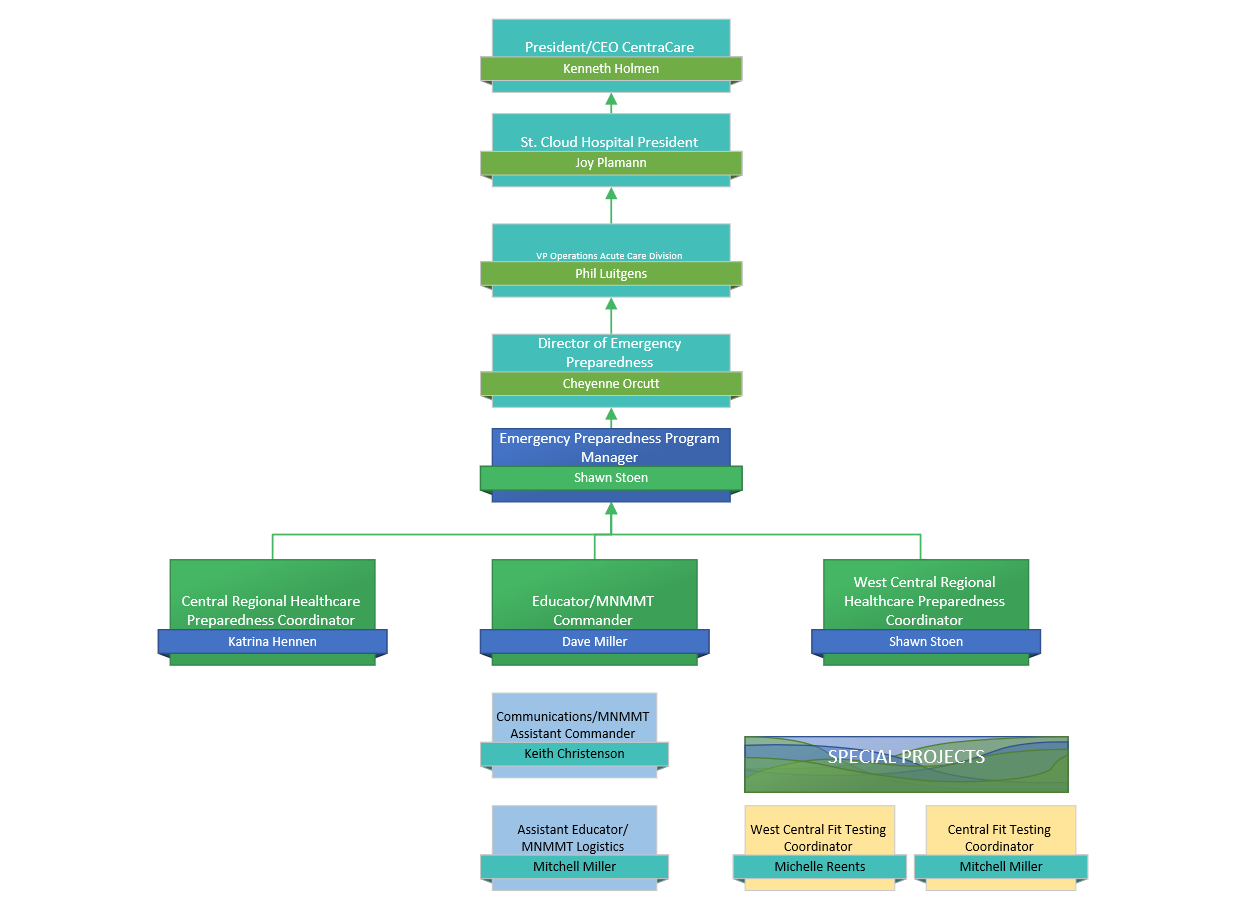 President/CEO CentraCare
Kenneth Holmen
St. Cloud Hospital President
Joy Plamann
VP Operations Acute Care Division
Phil Luitgens
Director of Emergency
Preparedness
Cheyenne Orcutt
Emergency Preparedness Program
Manager
Shawn Stoen
Central Regional Healthcare
Preparedness Coordinator
Katrina Hennen
Educator/MNMMT
Commander
Dave Miller
West Central Regional
Healthcare Preparedness
Coordinator
Shawn Stoen
Communications/MNMMT
Assistant Commander
Keith Christenson
SPECIAL PROJECTS
Assistant Educator/
MNMMT Logistics
Mitchell Miller
West Central Fit Testing
Coordinator
Michelle Reents
Central Fit Testing
Coordinator
Mitchell Miller